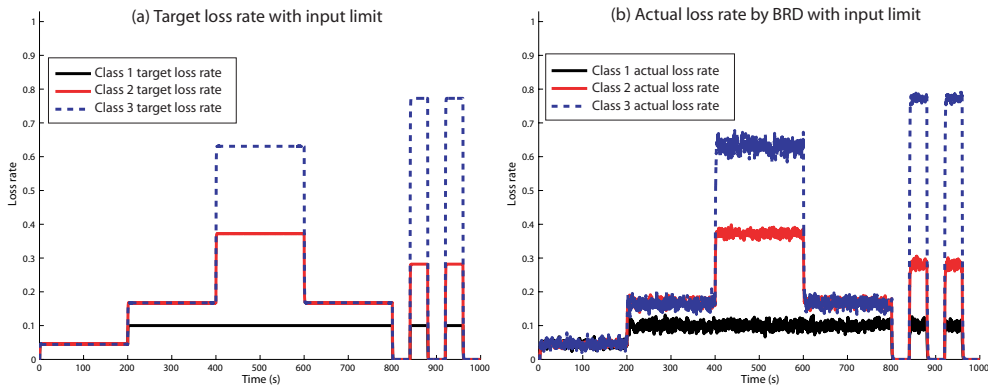 (a) Target loss rate with input limit
1
0.9
0.8
0.7
0.6
0.5
0.4
0.3
0.2
0.1
0
Loss rate
Class 1 target loss rate
Class 2 target loss rate
Class 3 target loss rate
0 100 200 300 400 500 600 700 800 900 1000
Time (s)
(b) Actual loss rate by BRD with input limit
1
0.9
0.8
0.7
0.6
0.5
0.4
0.3
0.2
0.1
0
Loss rate
Class 1 actual loss rate
Class 2 actual loss rate
Class 3 actual loss rate
0 100 200 300 400 500 600 700 800 900 1000
Time (s)